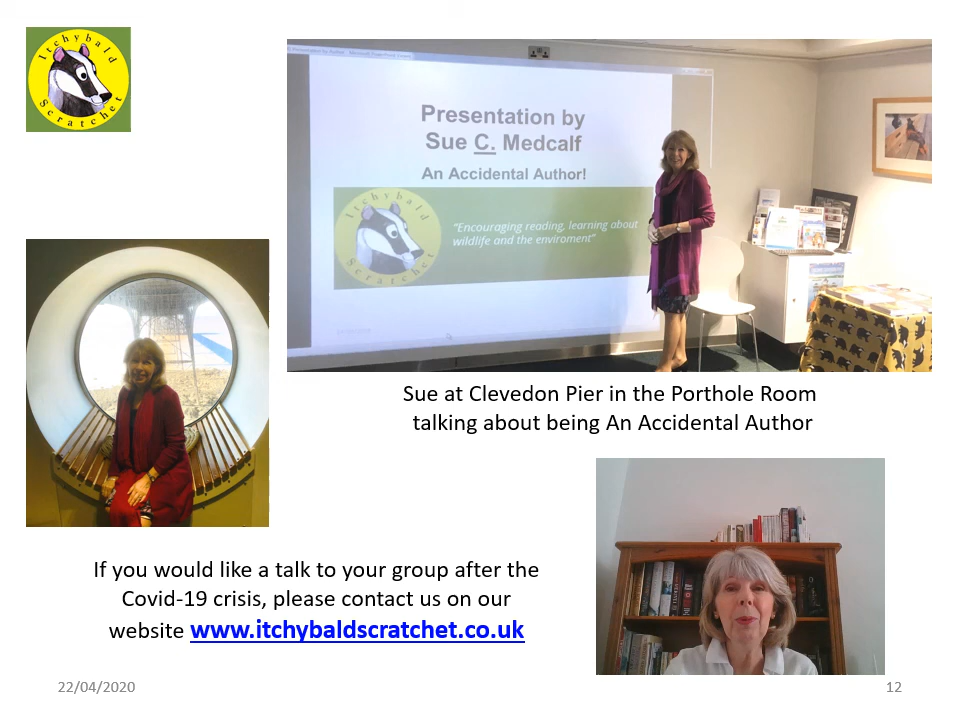 Itchybald
Scratchet
Presentation by
Sue C. Medcalf
An Accidental Author!
Itchybald
Scratchet
"Encouraging reading, learning about
wildlife and the enviroment"
Sue at Clevedon Pier in the Porthole Room
talking about being An Accidental Author
If you would like a talk to your group after the
Covid-19 crisis, please contact us on our
website www.itchybaldscratchet.co.uk
22/04/2020
12